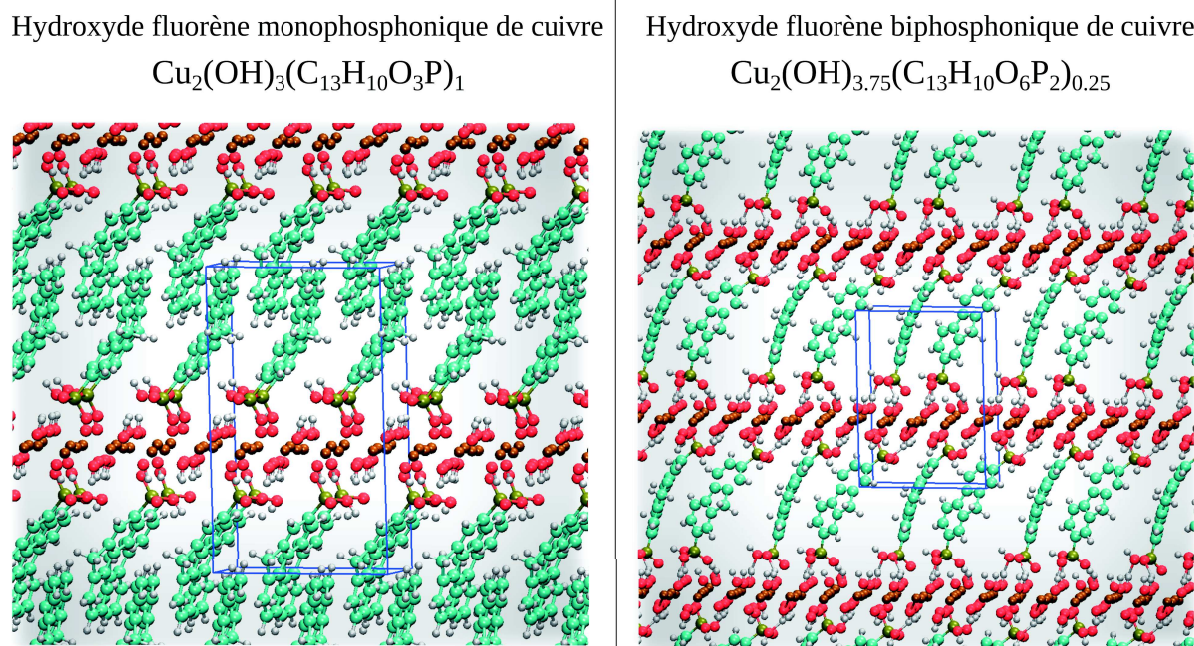 Hydroxyde fluorène monophosphonique de cuivre
Cu₂(OH)₃(C₁₃H₁₀O₃P)₁
Hydroxyde fluorène biphosphonique de cuivre
Cu₂(OH)₃.₇₅(C₁₃H₁₀O₆P₂)₀.₂₅